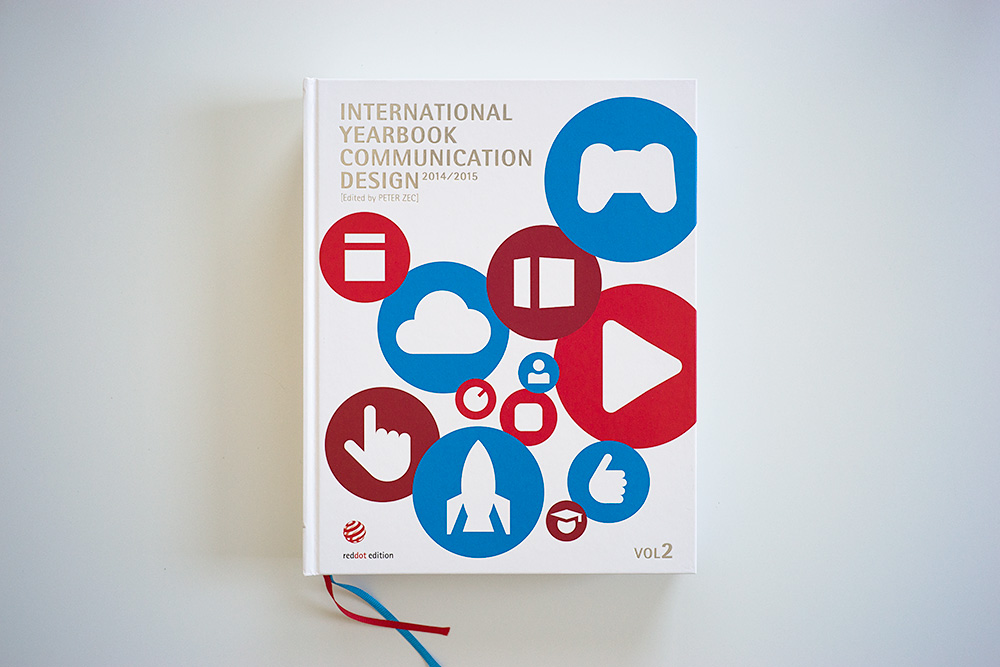 INTERNATIONAL
YEARBOOK
COMMUNICATION
DESIGN 2014/2015
[Edited by PETER ZEC]
reddot edition
VOL2